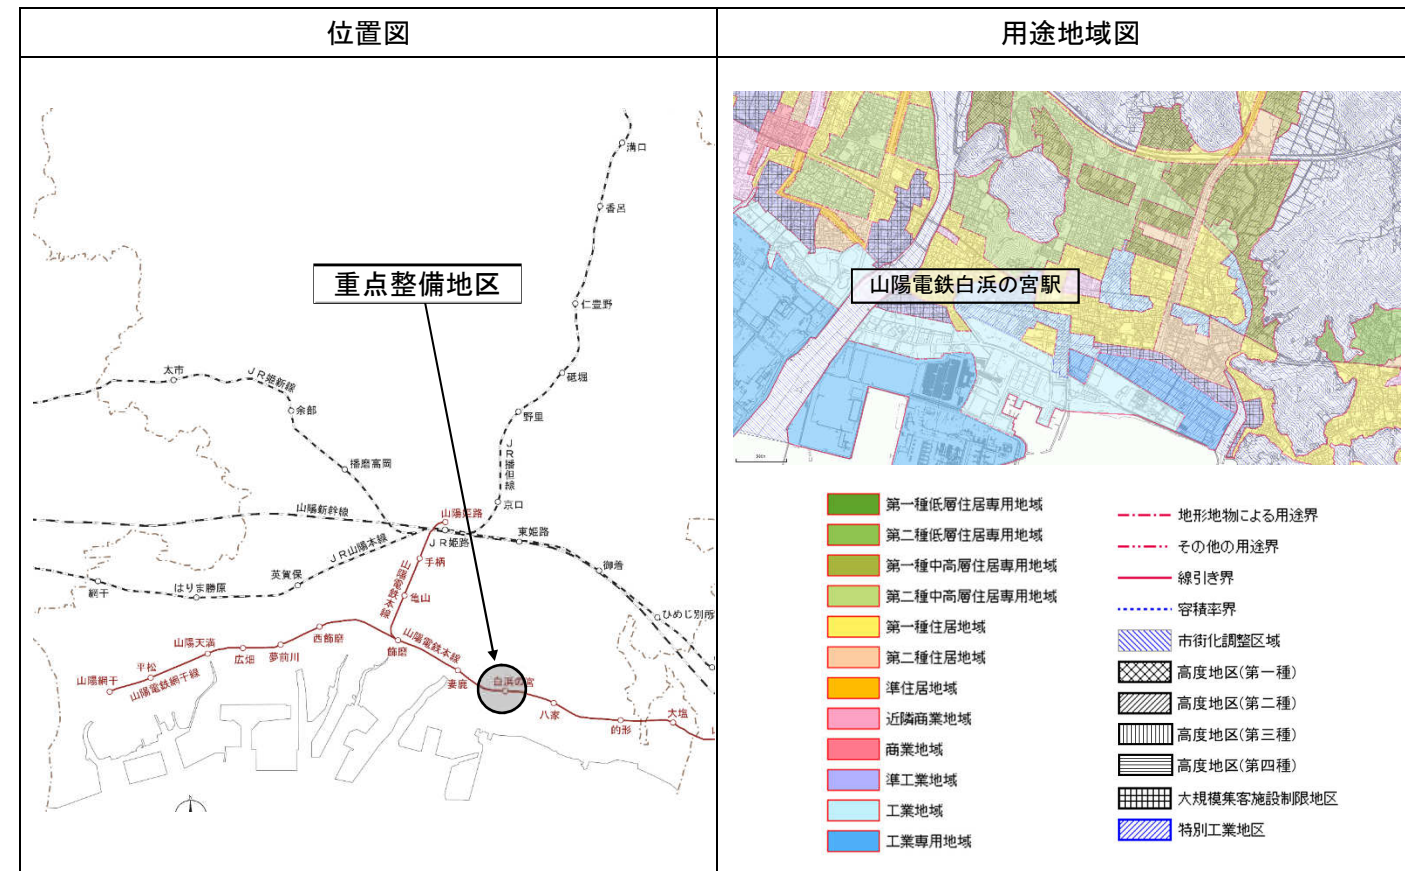 位置図
用途地域図
溝口
香呂
重点整備地区
仁豊野
太市
JR姫新線
砥堀
余部
野里
JR播但線
播磨高岡
京口
山陽新幹線
山陽姫路
JR姫路
東姫路
JR山陽本線
手柄
山陽電鉄本線
英賀保
御着
網干
はりま勝原
亀山
ひめじ別所
西飾磨
山陽電鉄本線
山陽天満
広畑
夢前川
飾磨
平松
山陽網干
山陽電鉄網干線
妻鹿
白浜の宮
八家
大塩
的形
山陽電鉄白浜の宮駅
第一種低層住居専用地域
第二種低層住居専用地域
第一種中高層住居専用地域
第二種中高層住居専用地域
第一種住居地域
第二種住居地域
準住居地域
近隣商業地域
商業地域
準工業地域
工業地域
工業専用地域
地形地物による用途界
その他の用途界
線引き界
容積率界
市街化調整区域
高度地区(第一種)
高度地区(第二種)
高度地区(第三種)
高度地区(第四種)
大規模集客施設制限地区
特別工業地区